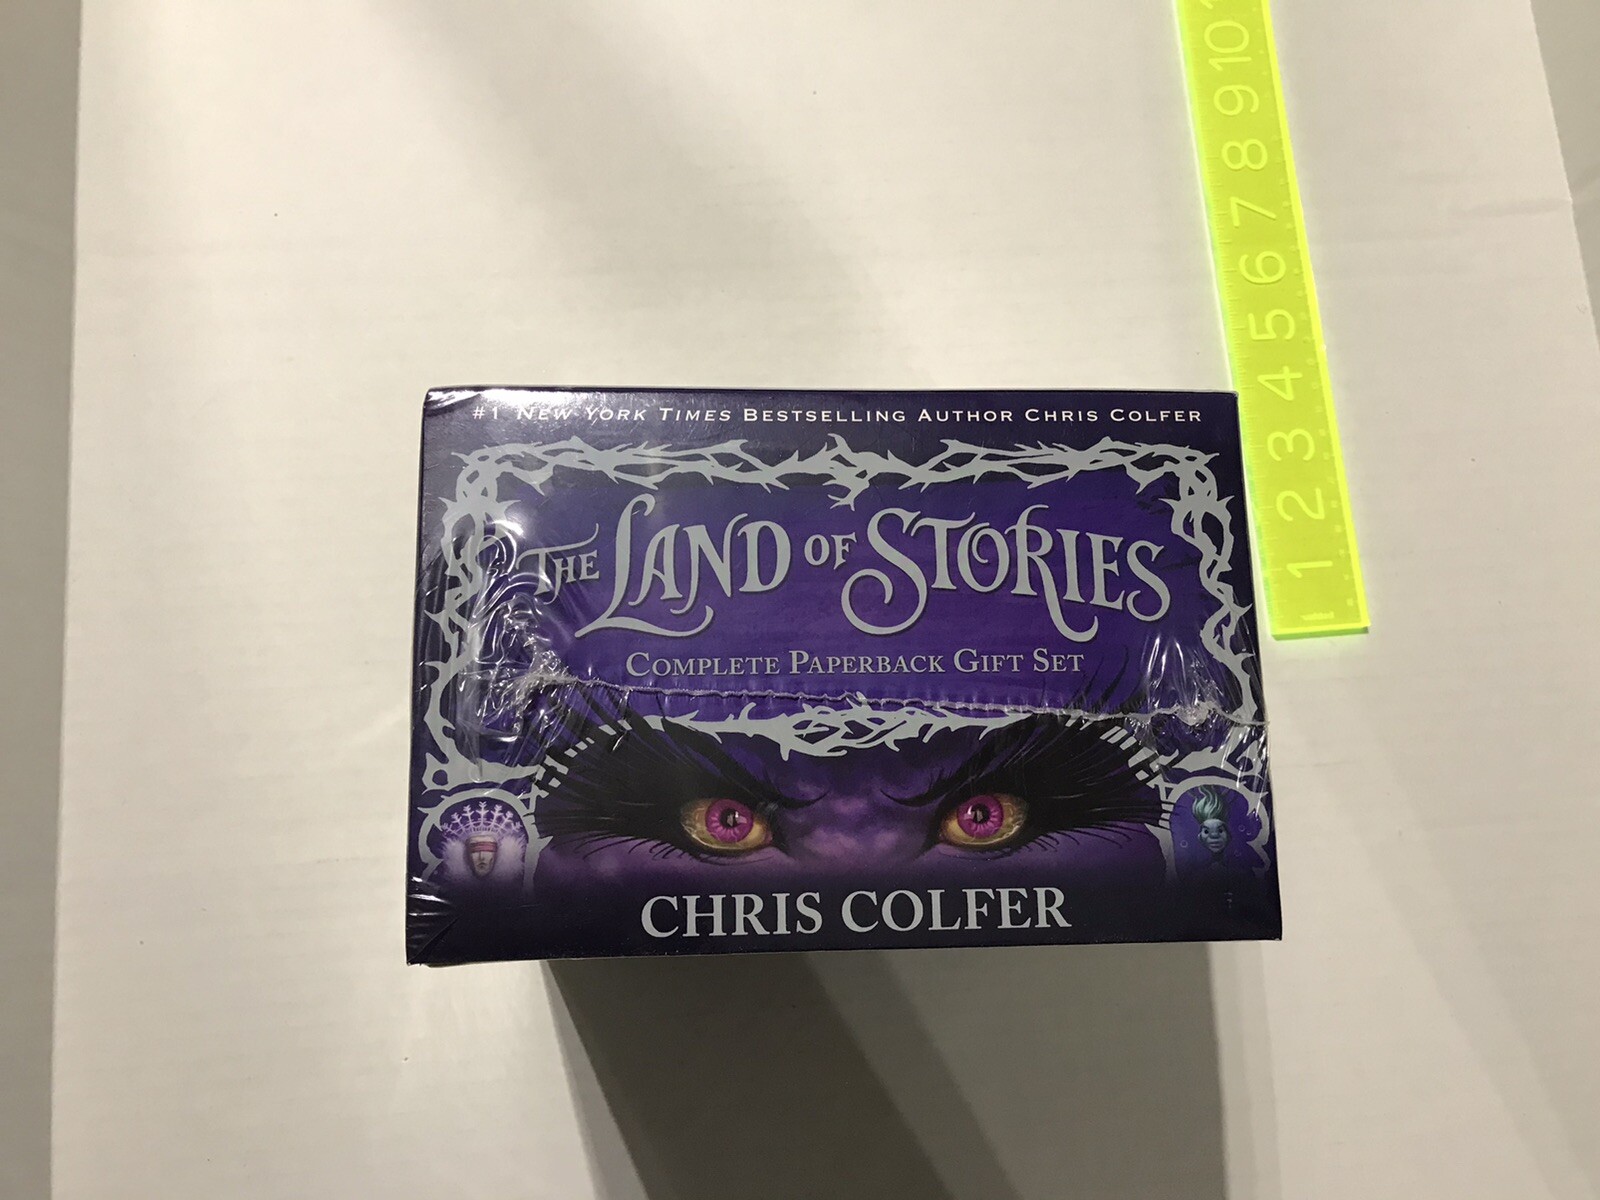 #1 NEW YORK TIMES BESTSELLING AUTHOR CHRIS COLFER
THE LAND OF STORIES
COMPLETE PAPERBACK GIFT SET
CHRIS COLFER
1 2 3 4 5 6 7 8 9 10